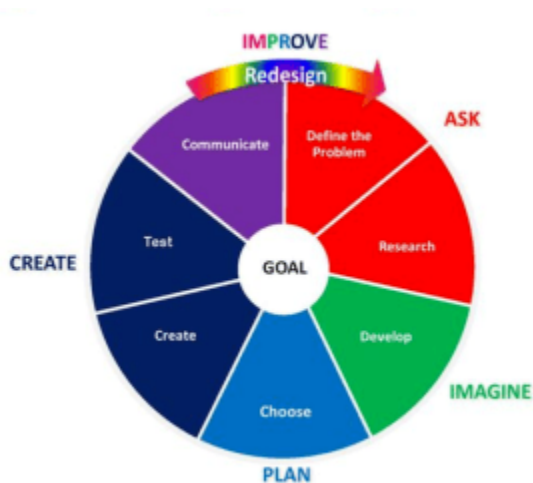 IMPROVE
Redesign
ASK
Define the
Problem
Communicate
Research
Test
GOAL
CREATE
Create
Develop
IMAGINE
Choose
PLAN